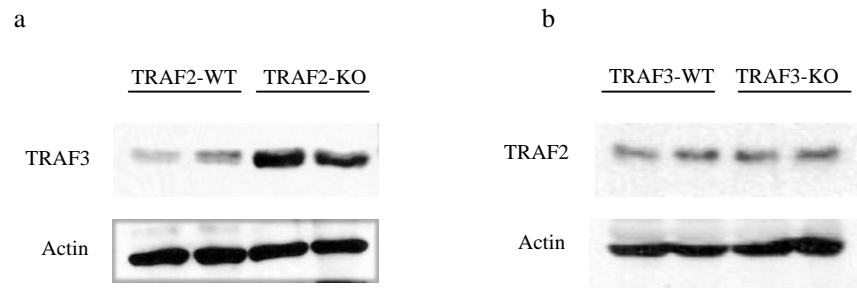 a
TRAF2-WT TRAF2-KO
TRAF3
Actin
b
TRAF3-WT TRAF3-KO
TRAF2
Actin